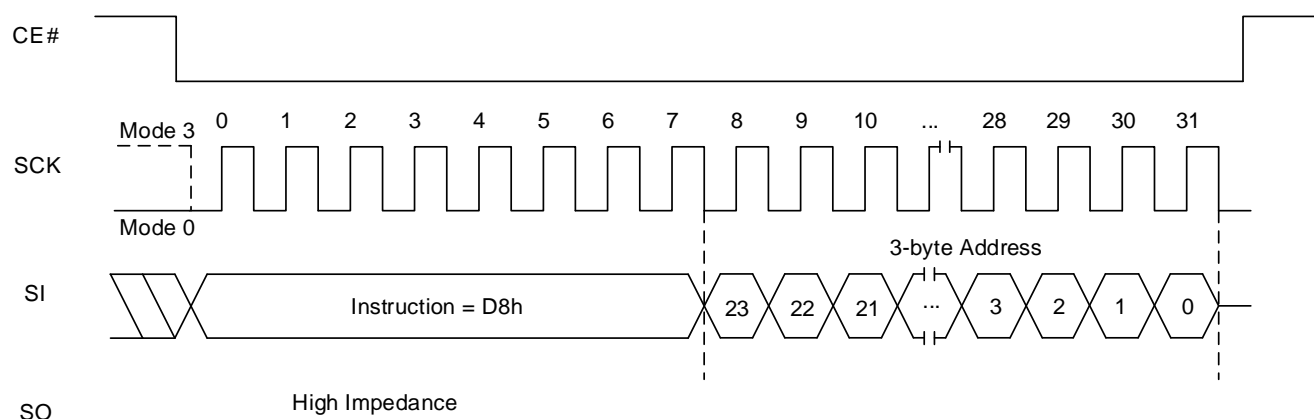 CE#
0 1 2 3 4 5 6 7 8 9 10 ... 28 29 30 31
Mode 3
SCK
Mode 0
3-byte Address
SI
Instruction = D8h 23 22 21 ... 3 2 1 0
High Impedance
SO